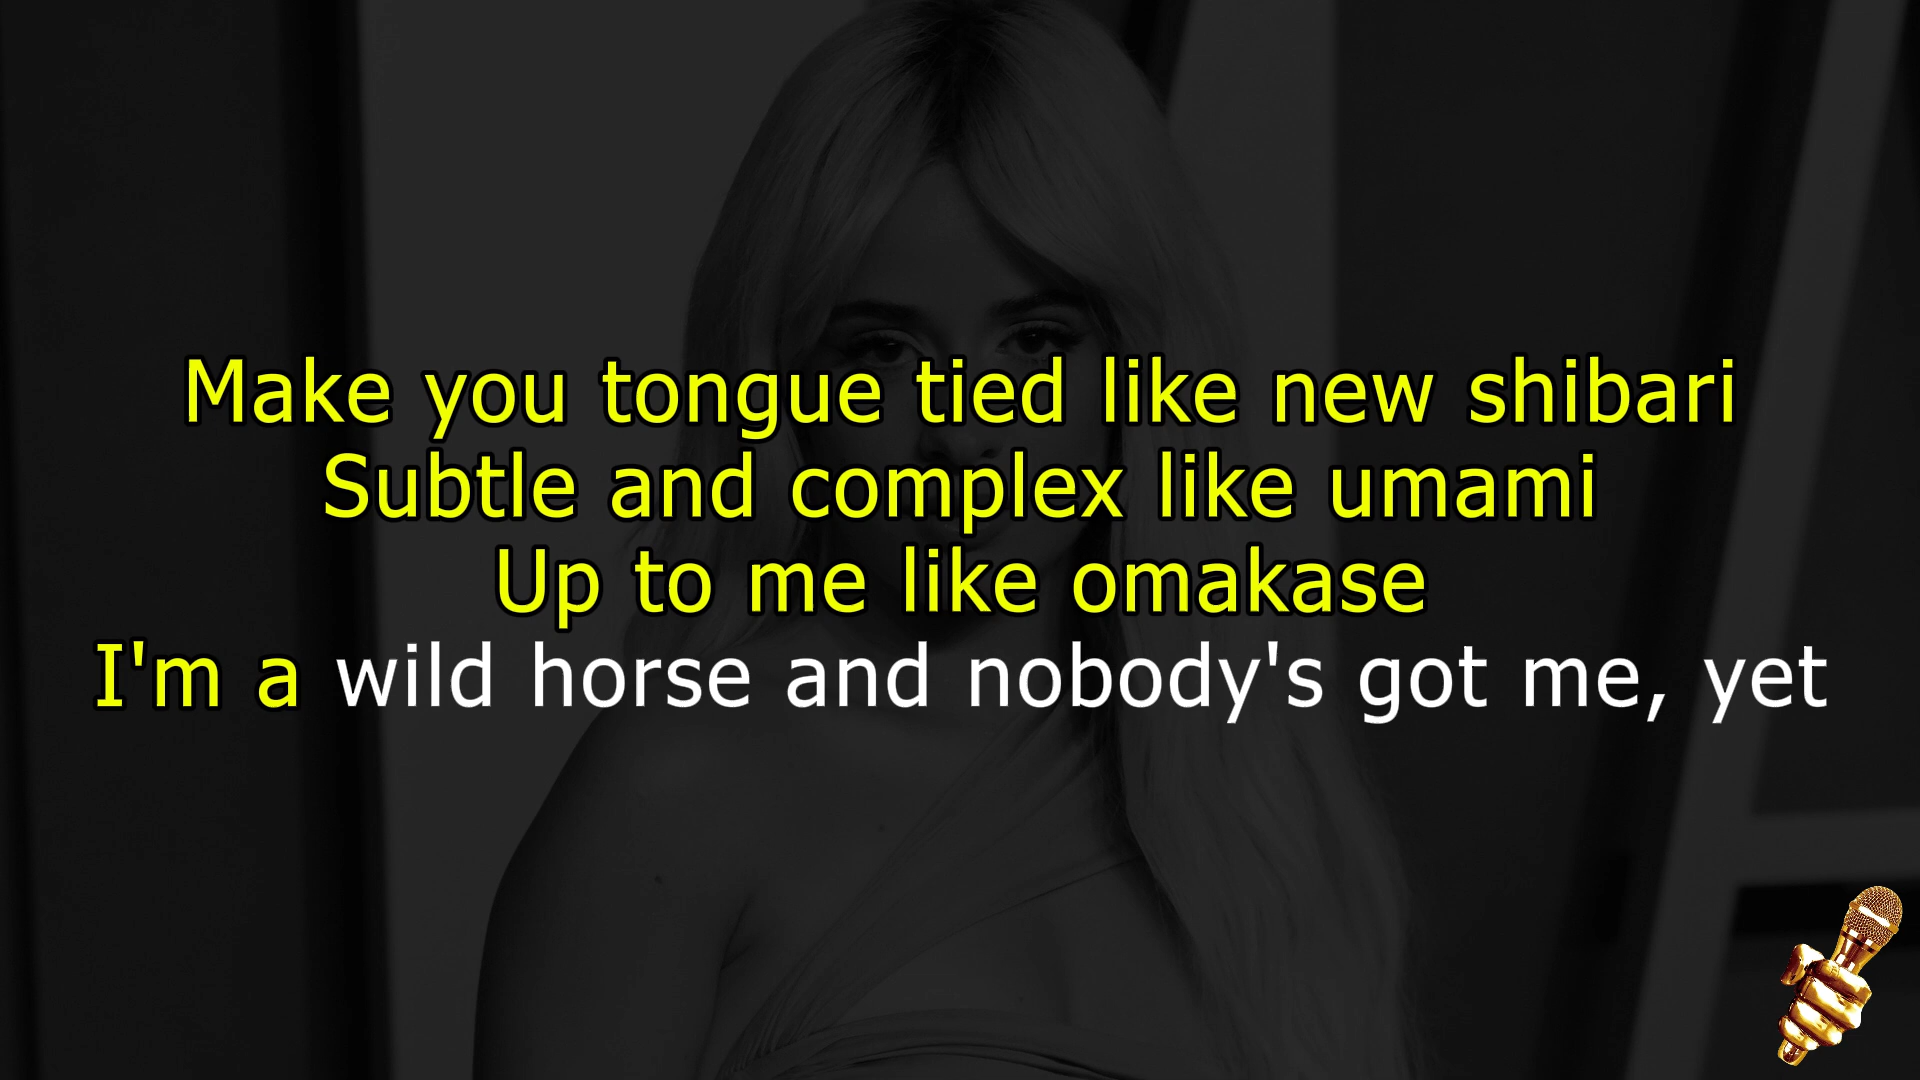 Make you tongue tied like new shibari
Subtle and complex like umami
Up to me like omakase
I'm a wild horse and nobody's got me, yet